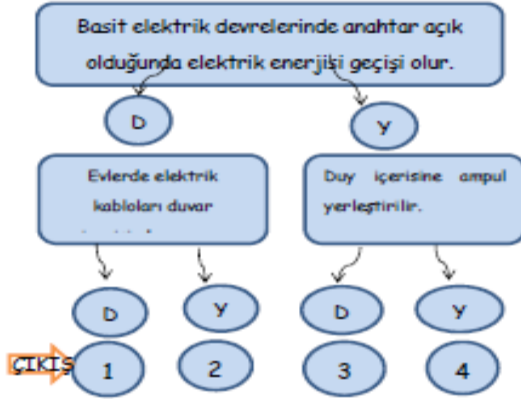 Basit elektrik devrelerinde anahtar açık
olduğunda elektrik enerjisi geçişi olur.
D
Y
Evlerde elektrik
kabloları duvar
Duy içerisine ampul
yerleştirilir.
D
Y
D
Y
ÇIKIŞ
1
2
3
4